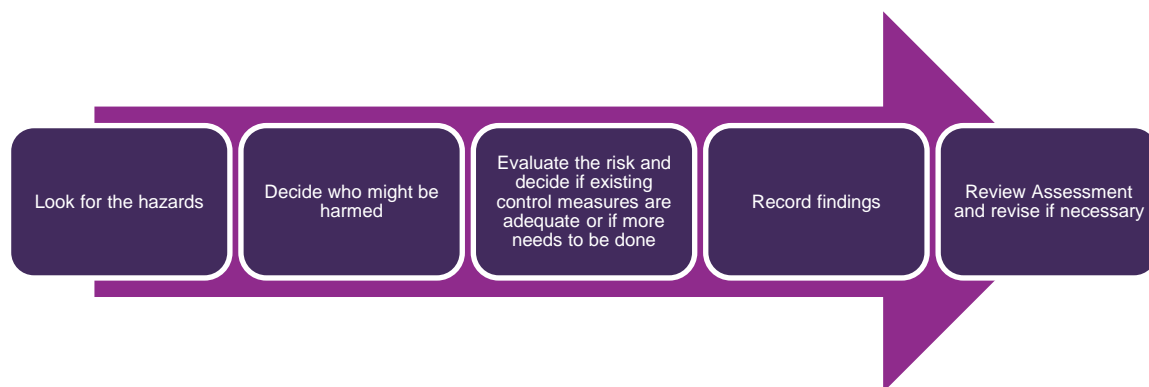 Look for the hazards
Decide who might be
harmed
Evaluate the risk and
decide if existing
control measures are
adequate or if more
needs to be done
Record findings
Review Assessment
and revise if necessary